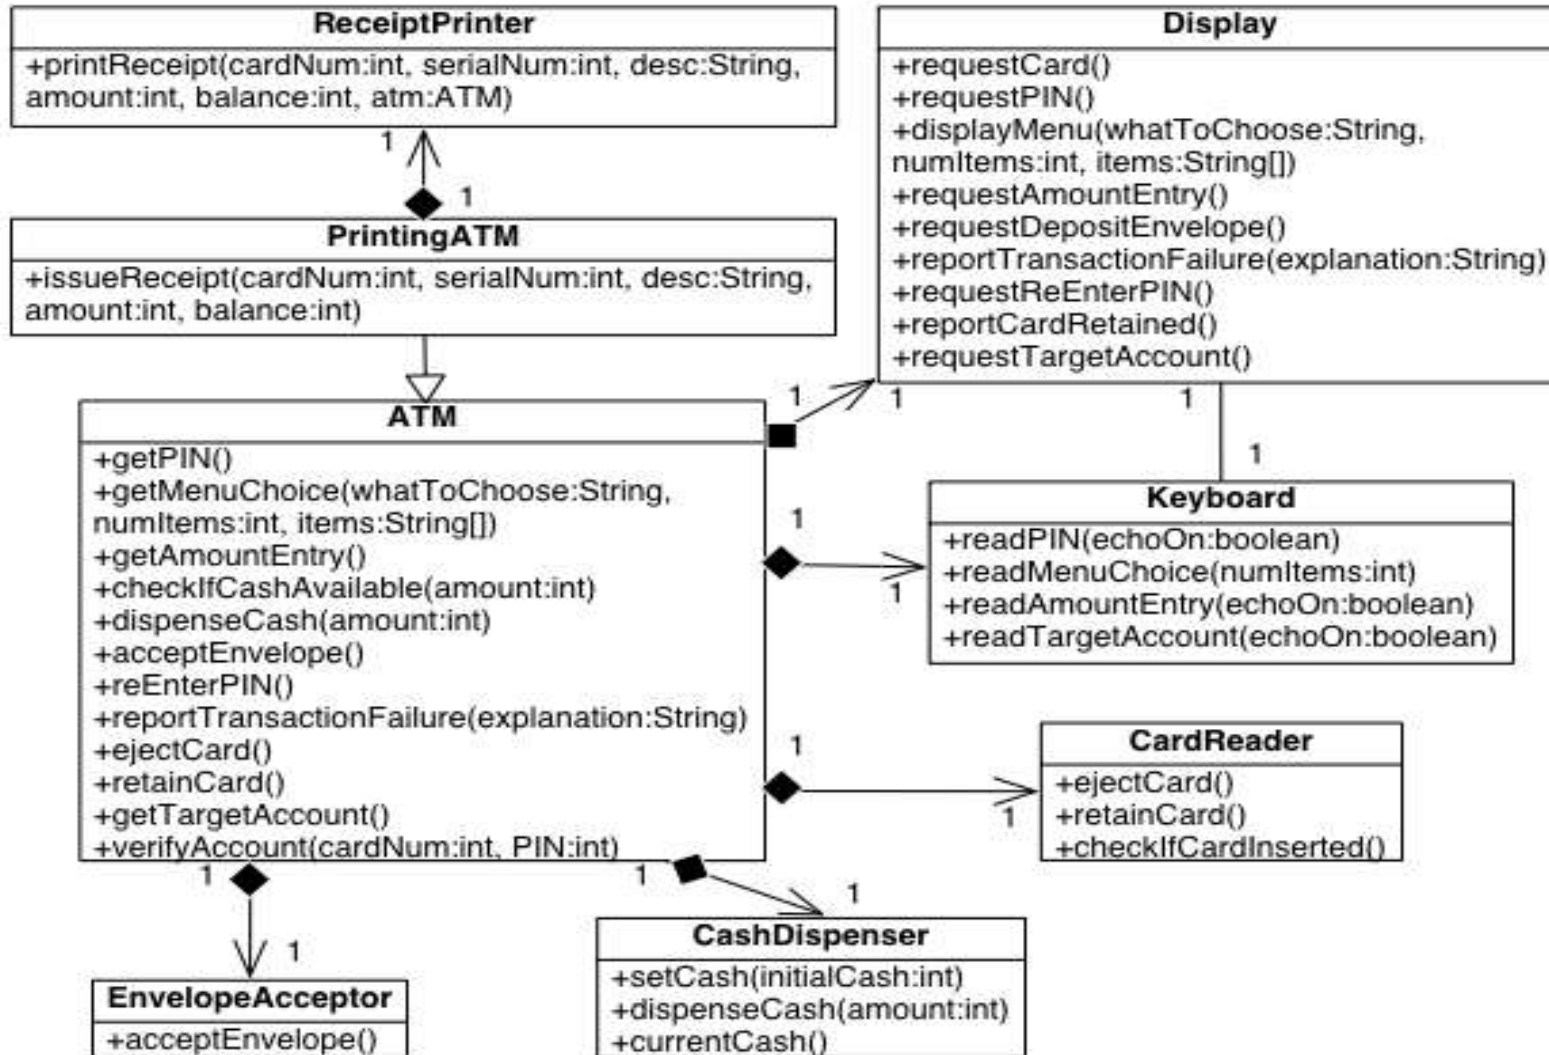 ReceiptPrinter
+printReceipt(cardNum:int, serialNum:int, desc:String,
amount:int, balance:int, atm:ATM)
1
1
PrintingATM
+issueReceipt(cardNum:int, serialNum:int, desc:String,
amount:int, balance:int)
Display
+requestCard()
+requestPIN()
+displayMenu(whatToChoose:String,
numItems:int, items:String[])
+requestAmountEntry()
+requestDepositEnvelope()
+reportTransactionFailure(explanation:String)
+requestReEnterPIN()
+reportCardRetained()
+requestTargetAccount()
1
1
1
1
ATM
+getPIN()
+getMenuChoice(whatToChoose:String,
numItems:int, items:String[])
+getAmountEntry()
+checkIfCashAvailable(amount:int)
+dispenseCash(amount:int)
+acceptEnvelope()
+reEnterPIN()
+reportTransactionFailure(explanation:String)
+ejectCard()
+retainCard()
+getTargetAccount()
+verifyAccount(cardNum:int, PIN:int)
1
1
Keyboard
+readPIN(echoOn:boolean)
+readMenuChoice(numItems:int)
+readAmountEntry(echoOn:boolean)
+readTargetAccount(echoOn:boolean)
1
1
CardReader
+ejectCard()
+retainCard()
+checkIfCardInserted()
1
1
1
1
EnvelopeAcceptor
+acceptEnvelope()
CashDispenser
+setCash(initialCash:int)
+dispenseCash(amount:int)
+currentCash()